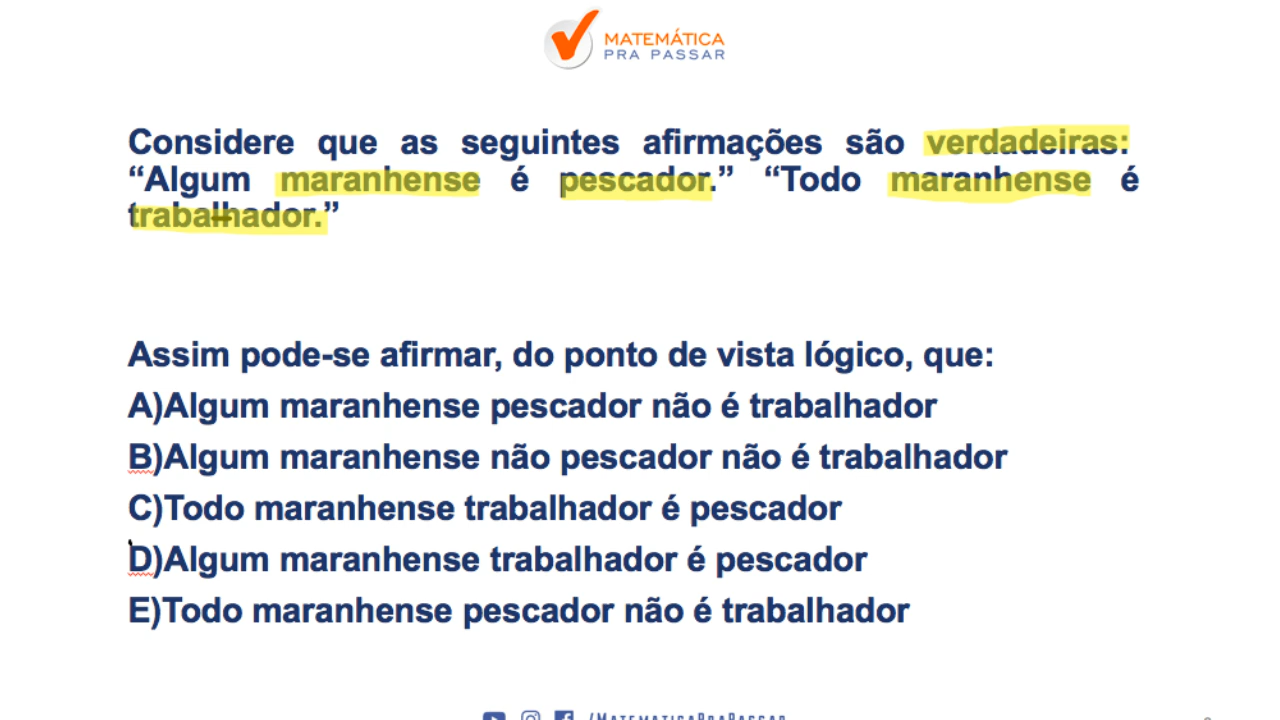 MATEMÁTICA
PRA PASSAR
Considere que as seguintes afirmações são verdadeiras:
“Algum maranhense é pescador.” “Todo maranhense é
trabalhador.”
Assim pode-se afirmar, do ponto de vista lógico, que:
A)Algum maranhense pescador não é trabalhador
B)Algum maranhense não pescador não é trabalhador
C)Todo maranhense trabalhador é pescador
D)Algum maranhense trabalhador é pescador
E)Todo maranhense pescador não é trabalhador
/MATEMATICAPRAPASSAR